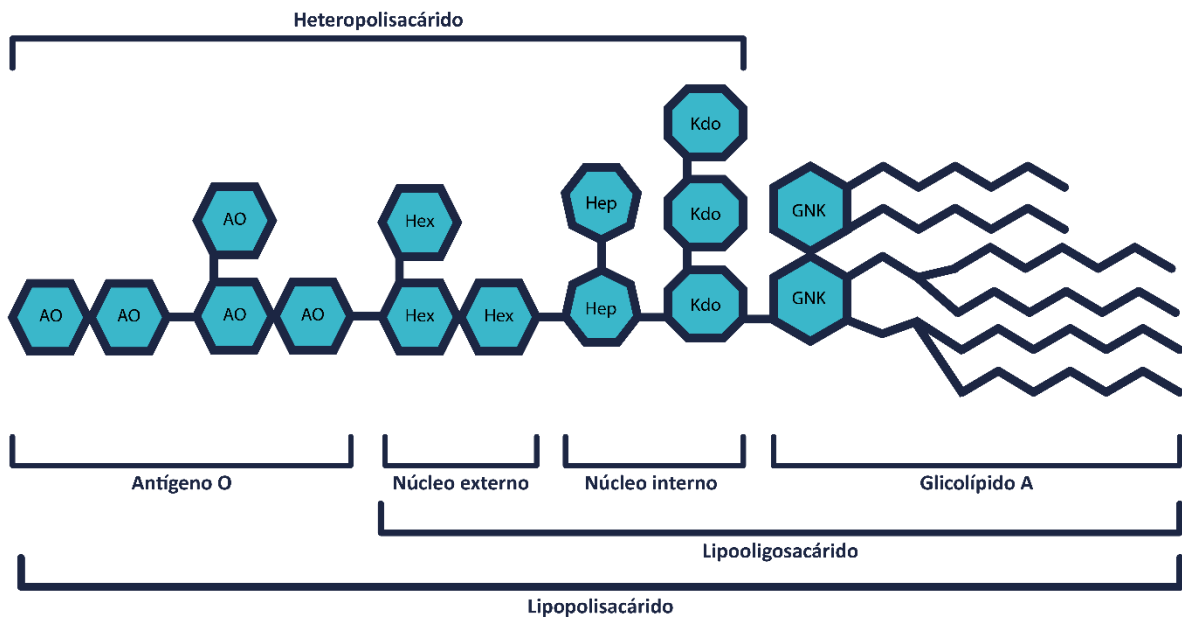 Heteropolisacárido
Kdo
Hep
Kdo
GNK
AO
Hex
AO
AO
AO
AO
Hex
Hex
Hep
Kdo
GNK
Antígeno O
Núcleo externo
Núcleo interno
Glicolípido A
Lipooligosacárido
Lipopolisacárido